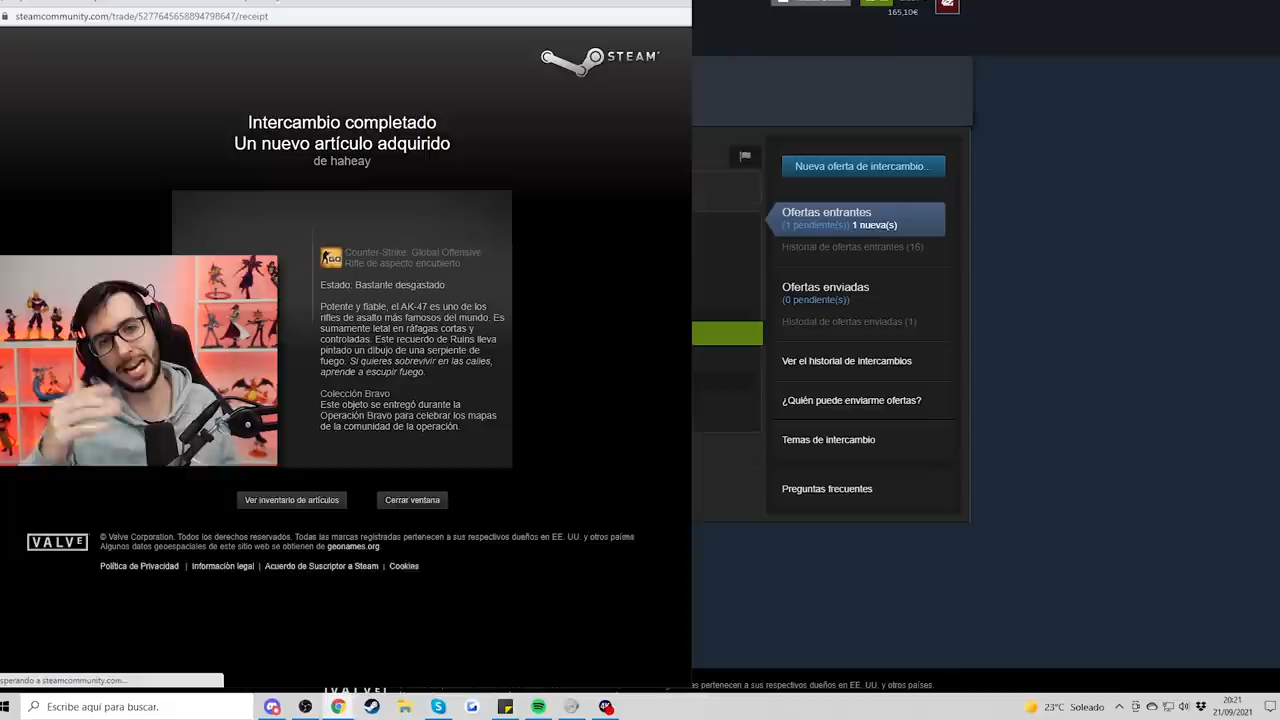 steamcommunity.com/trade/5277645658894798647/receipt
165,10€
STEAM
Intercambio completado
Un nuevo artículo adquirido
de haheay
Counter-Strike: Global Offensive
Rifle de aspecto encubierto
Estado: Bastante desgastado
Potente y fiable, el AK-47 es uno de los
rifles de asalto más famosos del mundo. Es
sumamente letal en ráfagas cortas y
controladas. Este recuerdo de Ruins lleva
pintado un dibujo de una serpiente de
fuego. Si quieres sobrevivir en las calles,
aprende a escupir fuego.
Colección Bravo
Este objeto se entregó durante la
Operación Bravo para celebrar los mapas
de la comunidad de la operación.
Ver inventario de artículos
Cerrar ventana
VALVE
© Valve Corporation. Todos los derechos reservados. Todas las marcas registradas pertenecen a sus respectivos dueños en EE. UU. y otros países
Algunos datos geoespaciales de este sitio web se obtienen de geonames.org
Política de Privacidad | Información legal | Acuerdo de Suscriptor a Steam | Cookies
Nueva oferta de intercambio...
Ofertas entrantes
(1 pendiente(s)) 1 nueva(s)
Historial de ofertas entrantes (16)
Ofertas enviadas
(0 pendiente(s))
Historial de ofertas enviadas (1)
Ver el historial de intercambios
¿Quién puede enviarme ofertas?
Temas de intercambio
Preguntas frecuentes
sperando a steamcommunity.com...
VALVE
as pertenecen a sus respectivos dueños en EE. UU. y otros países.
Escribe aquí para buscar.
23°C Soleado
20:21
21/09/2021